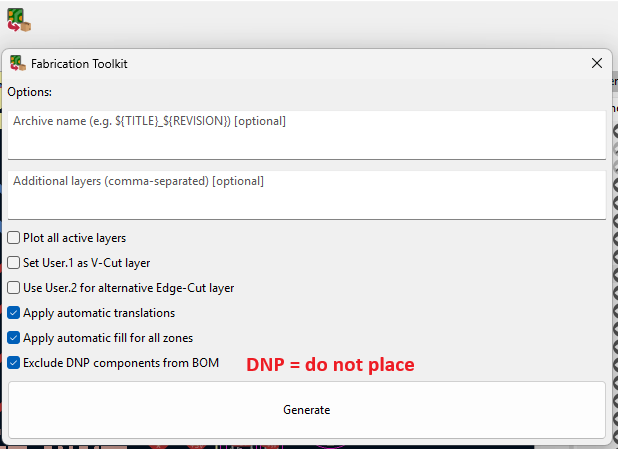 Fabrication Toolkit
Options:
Archive name (e.g. ${TITLE}_${REVISION}) [optional]
Additional layers (comma-separated) [optional]
Plot all active layers
Set User.1 as V-Cut layer
Use User.2 for alternative Edge-Cut layer
Apply automatic translations
Apply automatic fill for all zones
Exclude DNP components from BOM DNP = do not place
Generate